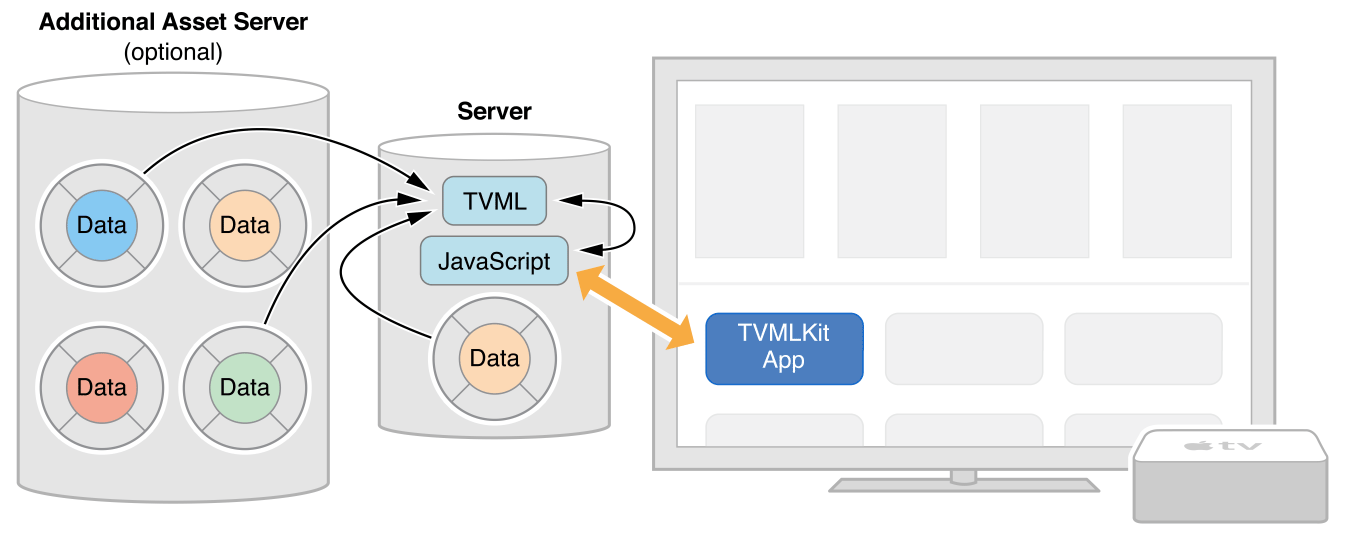 Additional Asset Server
(optional)
Data
Data
Data
Data
Server
TVML
JavaScript
Data
TVMLKit
App
tv